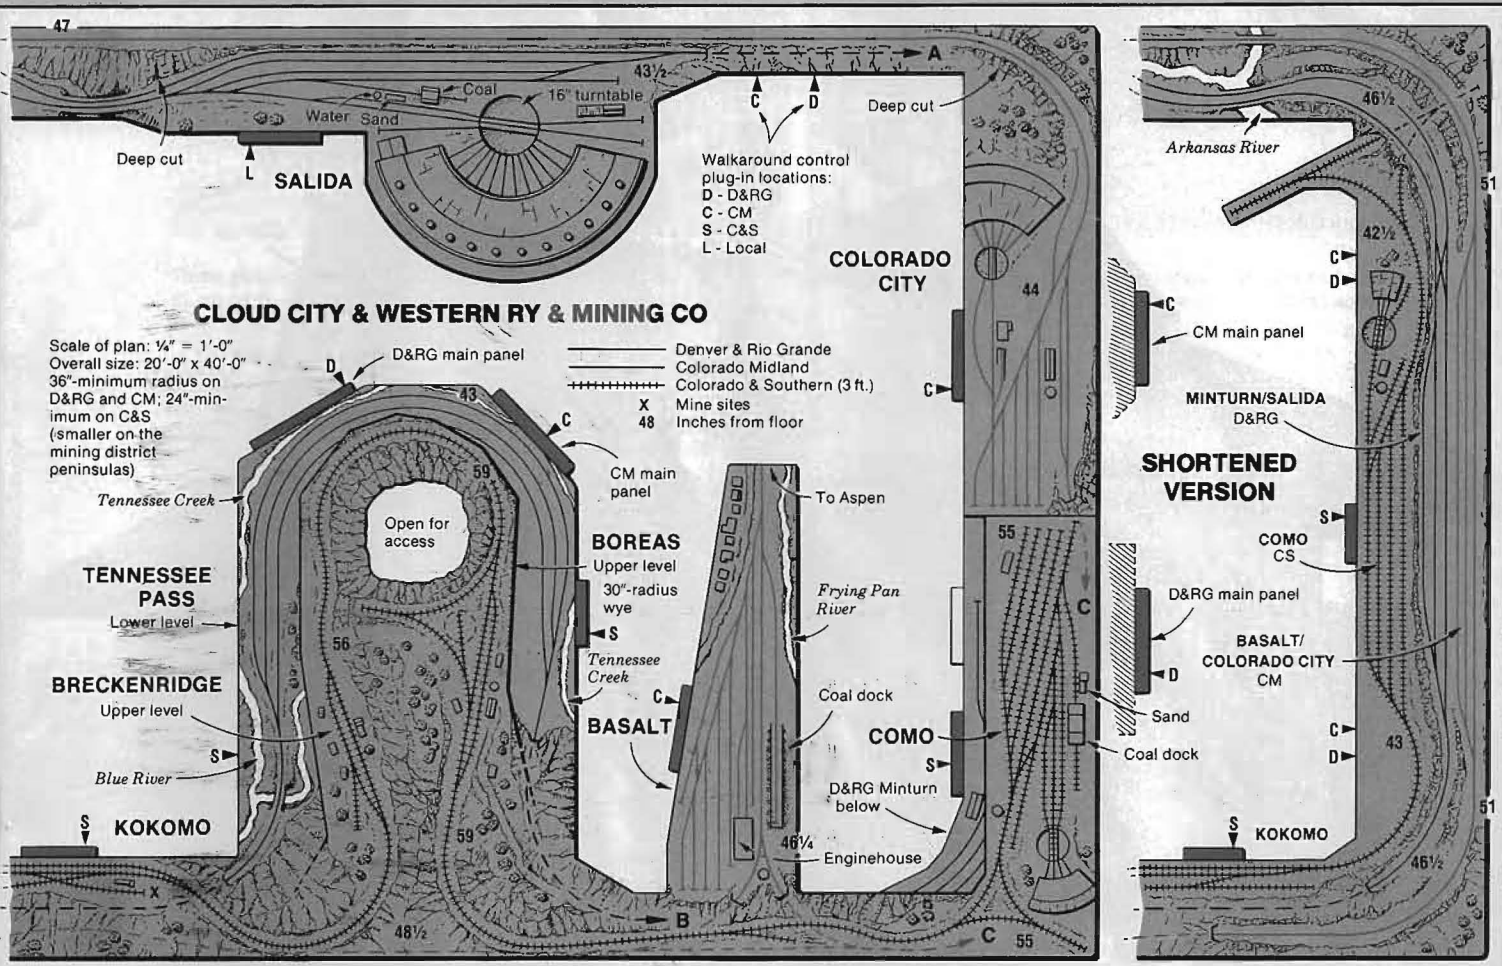 47
Deep cut
L
SALIDA
Water
Sand
Coal
16" turntable
43½
A
C
D
Walkaround control
plug-in locations:
D - D&RG
C - CM
S - C&S
L - Local
Deep cut
COLORADO
CITY
44
C
CLOUD CITY & WESTERN RY & MINING CO
Scale of plan: ¼" = 1'-0"
Overall size: 20'-0" x 40'-0"
36"-minimum radius on
D&RG and CM; 24"-min-
imum on C&S
(smaller on the
mining district
peninsulas)
D
D&RG main panel
Denver & Rio Grande
Colorado Midland
Colorado & Southern (3 ft.)
X Mine sites
48 Inches from floor
43
C
CM main
panel
59
Tennessee Creek
Open for
access
BOREAS
Upper level
30"-radius
wye
S
Tennessee
Creek
TENNESSEE
PASS
Lower level
56
BRECKENRIDGE
Upper level
S
Blue River
59
S
KOKOMO
X
48½
To Aspen
Frying Pan
River
C
BASALT
Coal dock
46¼
Enginehouse
B
55
C
COMO
S
D&RG Minturn
below
Sand
Coal dock
C
55
46½
Arkansas River
51
42½
C
D
C
CM main panel
MINTURN/SALIDA
D&RG
SHORTENED
VERSION
S
COMO
CS
D&RG main panel
BASALT/
COLORADO CITY
CM
D
C
D
43
51
S
KOKOMO
46½